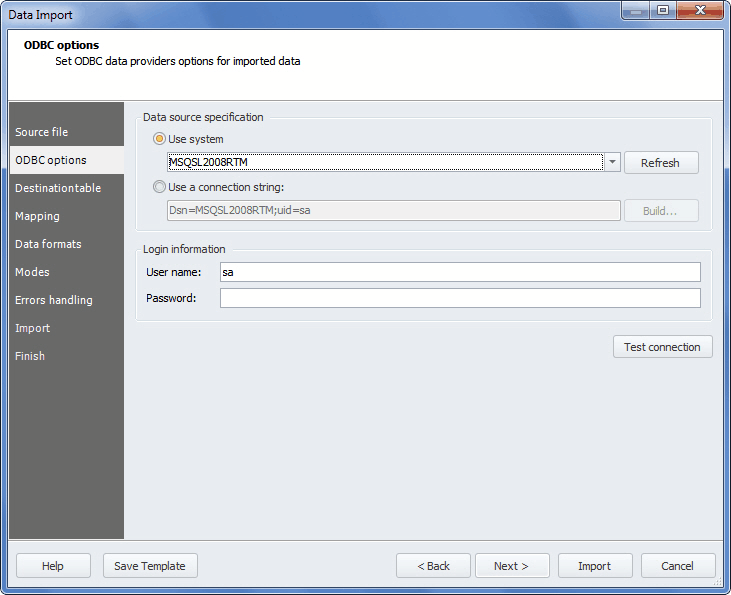 Data Import
ODBC options
Set ODBC data providers options for imported data
Source file
ODBC options
Destinationtable
Mapping
Data formats
Modes
Errors handling
Import
Finish
Data source specification
Use system
MSQSL2008RTM
Refresh
Use a connection string:
Dsn=MSQSL2008RTM;uid=sa
Build...
Login information
User name: sa
Password:
Test connection
Help Save Template < Back Next > Import Cancel